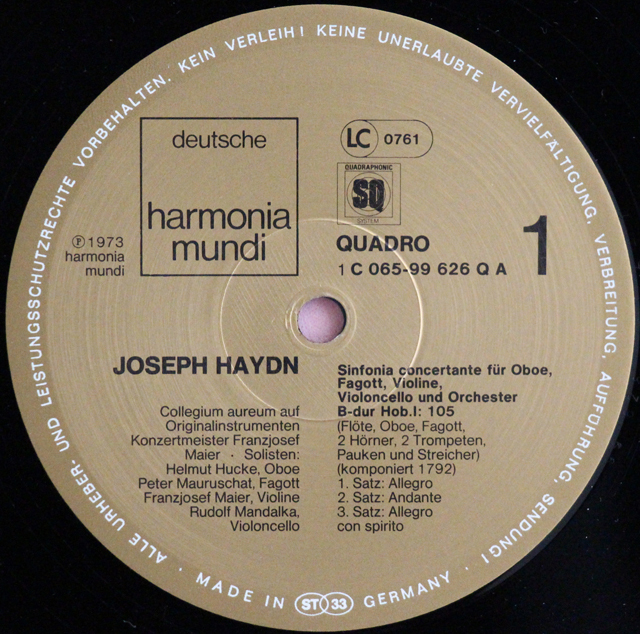 ALLE URHEBER- UND LEISTUNGSSCHUTZRECHTE VORBEHALTEN. KEIN VERLEIH! KEINE UNERLAUBTE VERVIELFÄLTIGUNG, VERBREITUNG, AUFFÜHRUNG, SENDUNG!
deutsche
harmonia
mundi
℗ 1973
harmonia
mundi
LC 0761
QUADRAPHONIC
SQ
SYSTEM
QUADRO
1 C 065-99 626 Q A
1
JOSEPH HAYDN
Collegium aureum auf
Originalinstrumenten
Konzertmeister Franzjosef
Maier · Solisten:
Helmut Hucke, Oboe
Peter Mauruschat, Fagott
Franzjosef Maier, Violine
Rudolf Mandalka,
Violoncello
Sinfonia concertante für Oboe,
Fagott, Violine,
Violoncello und Orchester
B-dur Hob.I: 105
(Flöte, Oboe, Fagott,
2 Hörner, 2 Trompeten,
Pauken und Streicher)
(komponiert 1792)
1. Satz: Allegro
2. Satz: Andante
3. Satz: Allegro
con spirito
· MADE IN ST 33 GERMANY ·